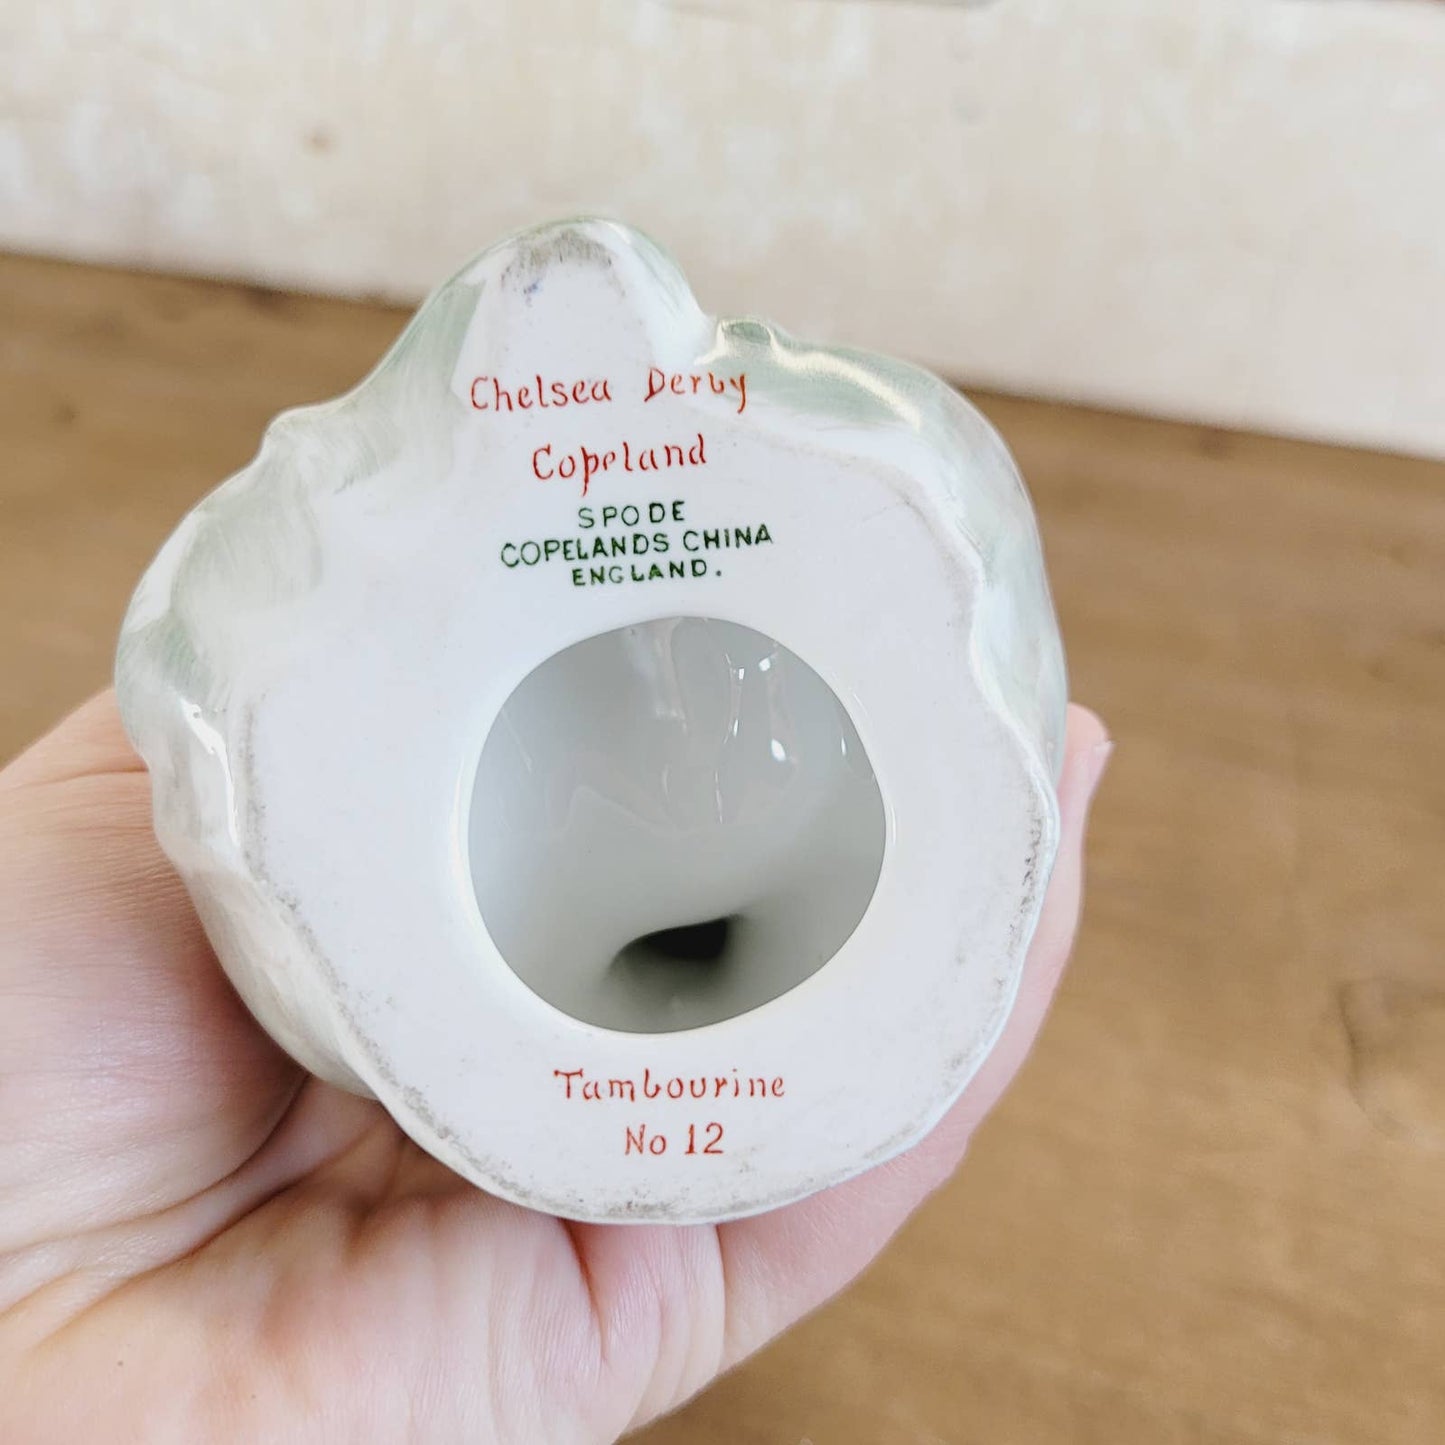 Chelsea Derby
Copeland
SPODE
COPELANDS CHINA
ENGLAND.
Tambourine
No 12